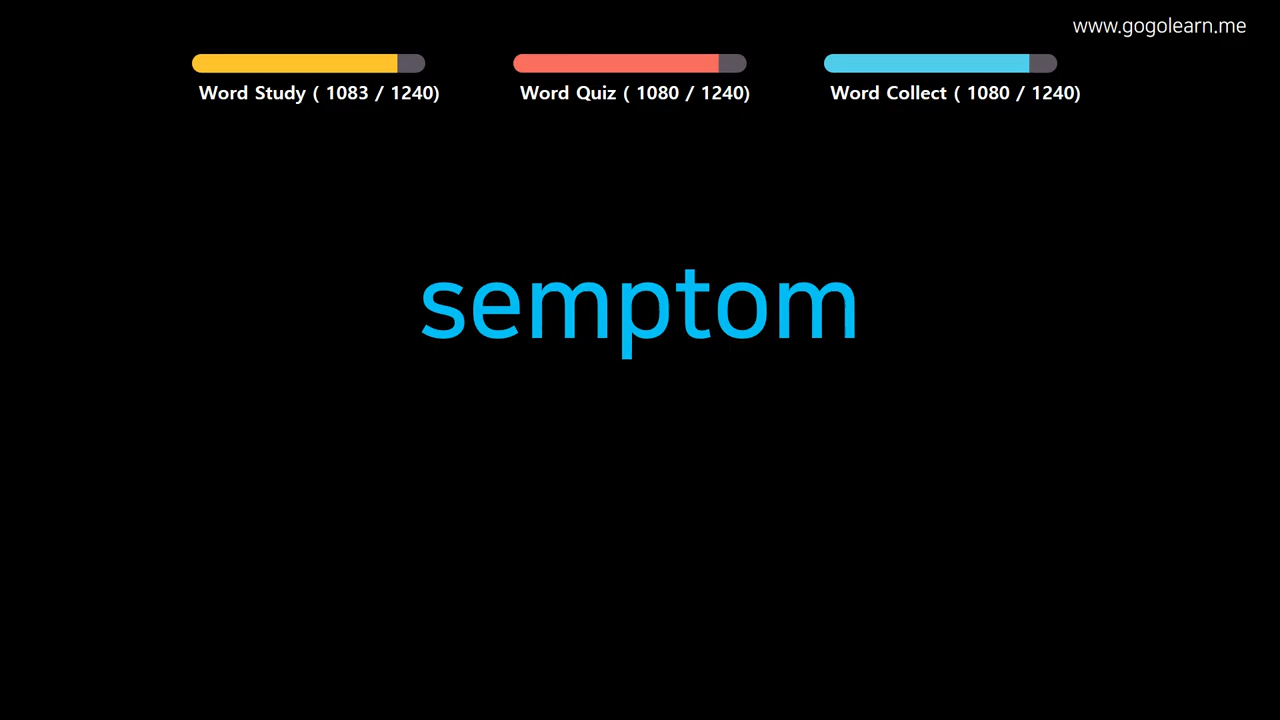 www.gogolearn.me
Word Study ( 1083 / 1240)
Word Quiz ( 1080 / 1240)
Word Collect ( 1080 / 1240)
semptom